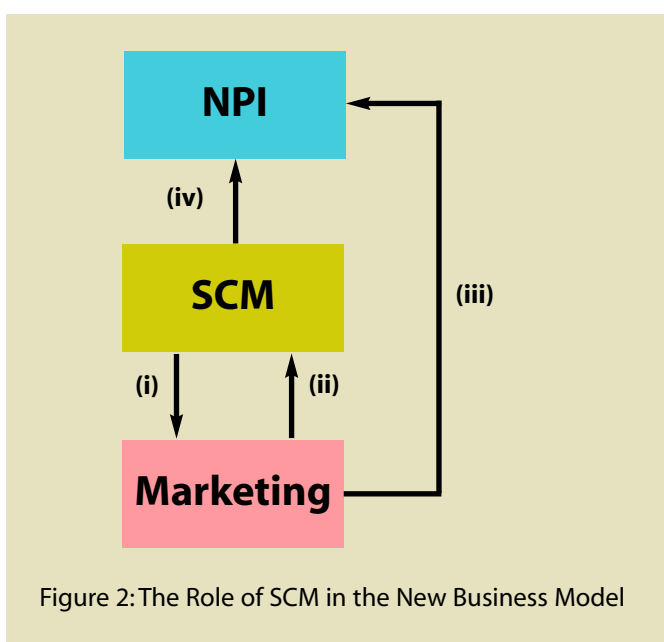 NPI
(iv)
SCM
(iii)
(i)
(ii)
Marketing
Figure 2: The Role of SCM in the New Business Model